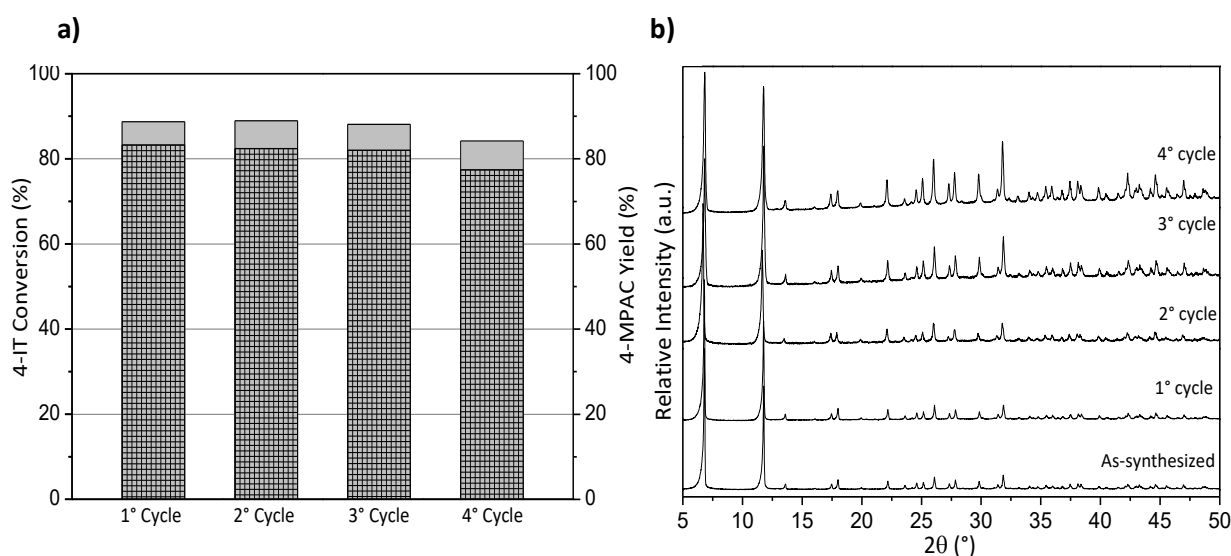 a)
100
80
60
40
20
0
4-IT Conversion (%)
1° Cycle
2° Cycle
3° Cycle
4° Cycle
100
80
60
40
20
0
4-MPAC Yield (%)
b)
Relative Intensity (a.u.)
4° cycle
3° cycle
2° cycle
1° cycle
As-synthesized
5 10 15 20 25 30 35 40 45 50
2θ (°)